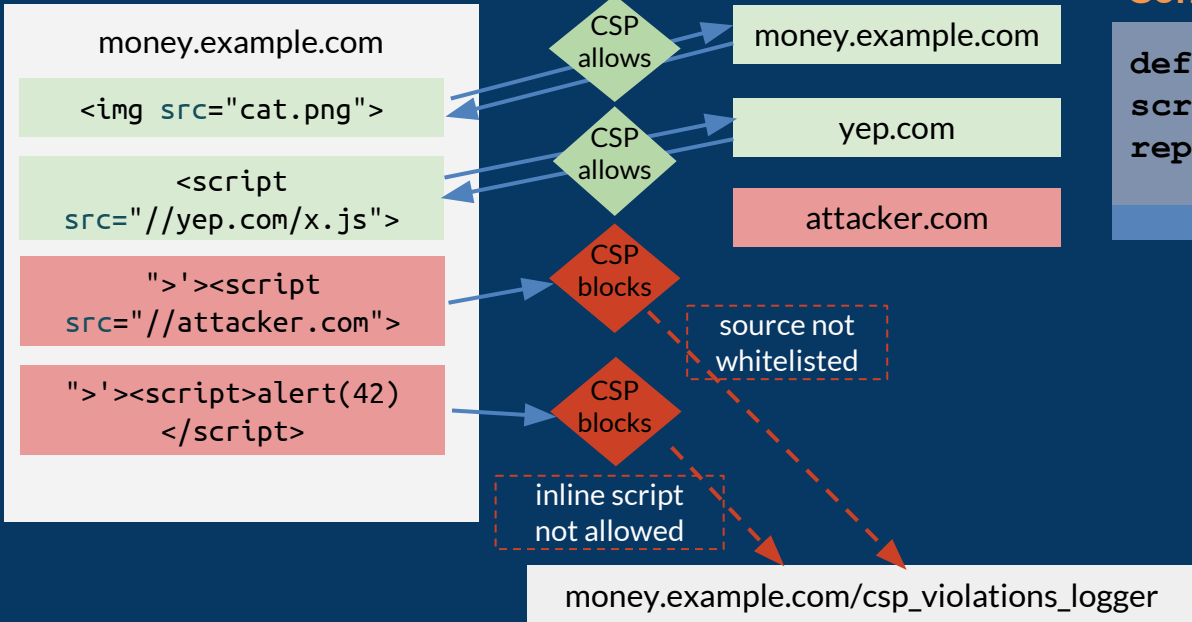 money.example.com
<img src="cat.png">
<script
src="//yep.com/x.js">
">'><script
src="//attacker.com">
">'><script>alert(42)
</script>
CSP
allows
CSP
allows
CSP
blocks
CSP
blocks
money.example.com
yep.com
attacker.com
source not
whitelisted
inline script
not allowed
money.example.com/csp_violations_logger
def
scr
rep